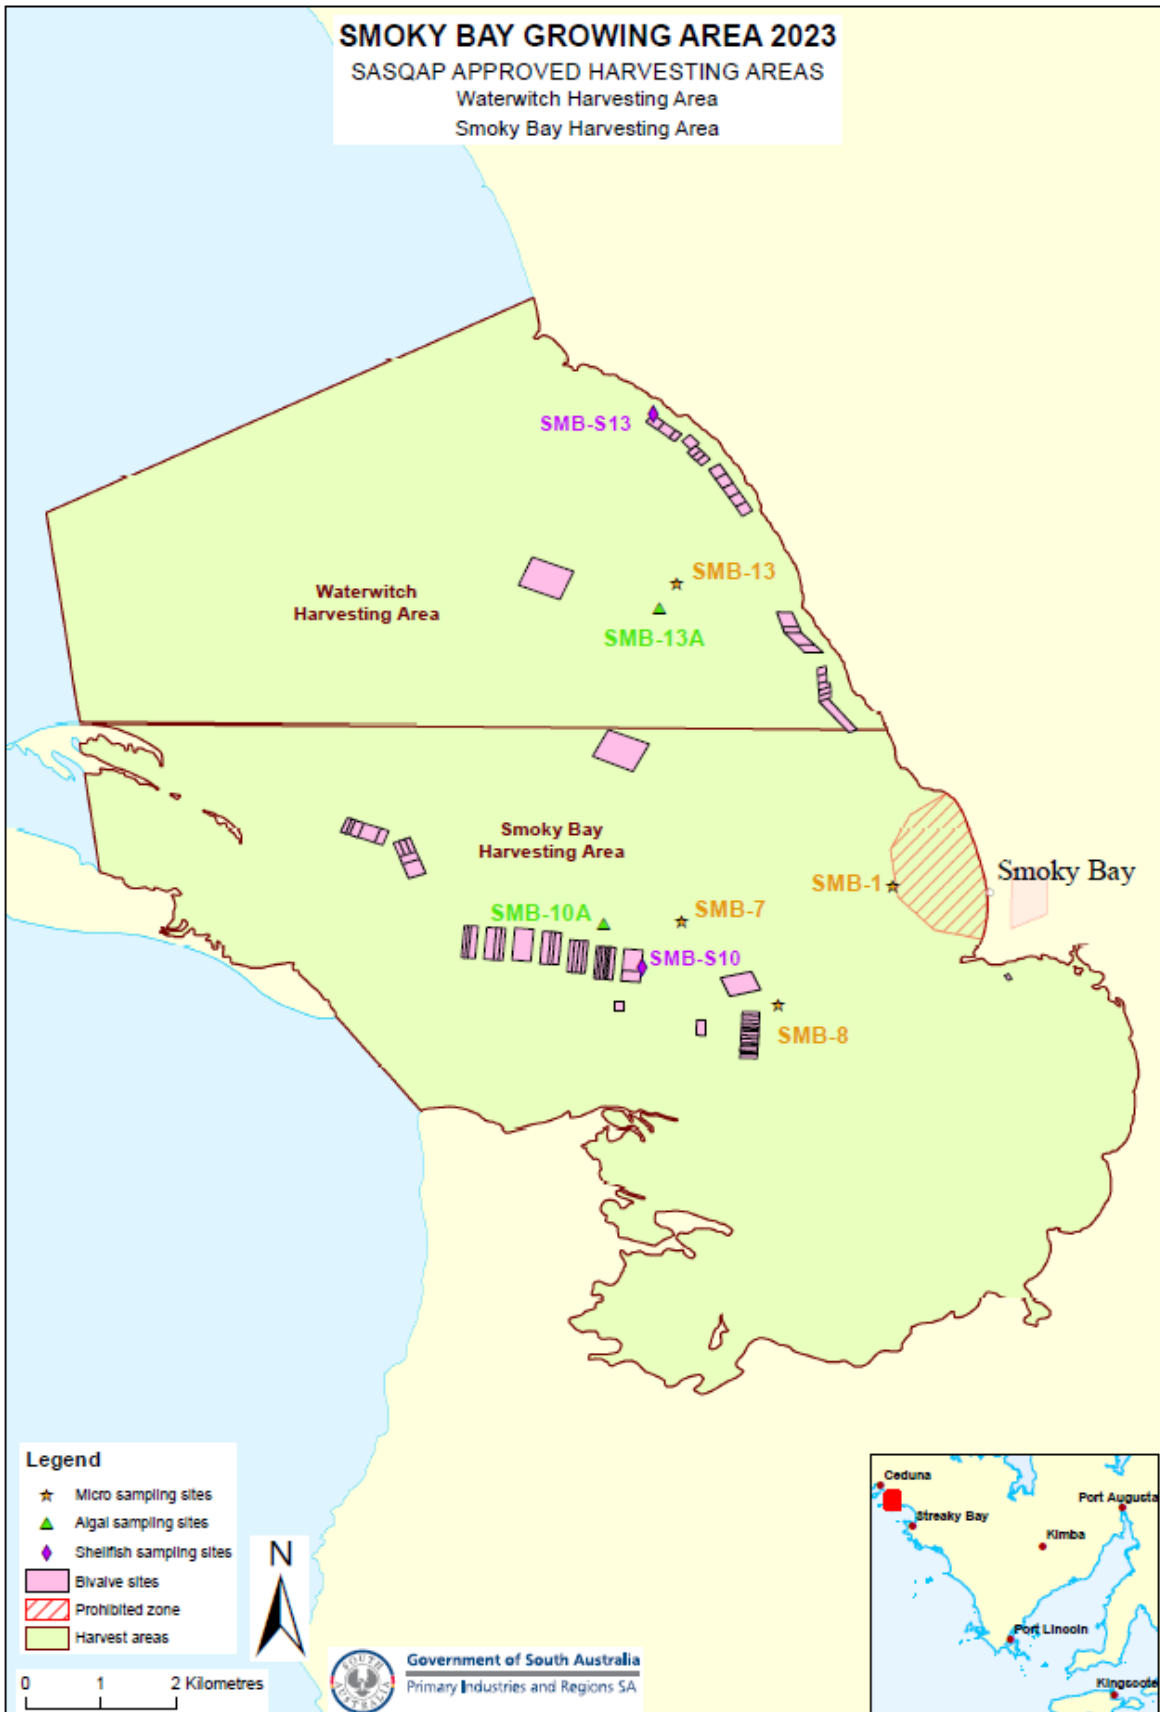 SMOKY BAY GROWING AREA 2023
SASQAP APPROVED HARVESTING AREAS
Waterwitch Harvesting Area
Smoky Bay Harvesting Area
SMB-S13
SMB-13
Waterwitch
Harvesting Area
SMB-13A
Smoky Bay
Harvesting Area
Smoky Bay
SMB-1
SMB-10A
SMB-7
SMB-S10
SMB-8
Legend
Micro sampling sites
Algal sampling sites
Shellfish sampling sites
Bivalve sites
Prohibited zone
Harvest areas
N
0 1 2 Kilometres
SOUTH AUSTRALIA
Government of South Australia
Primary Industries and Regions SA
Ceduna
Port Augusta
Streaky Bay
Kimba
Port Lincoln
Kingscote